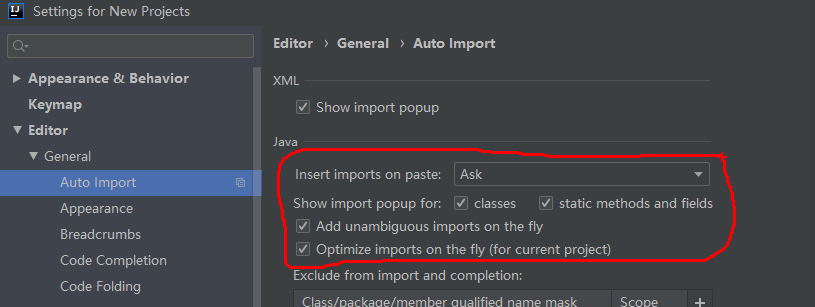 IJ Settings for New Projects
Appearance & Behavior
Keymap
Editor
General
Auto Import
Appearance
Breadcrumbs
Code Completion
Code Folding
Editor › General › Auto Import
XML
Show import popup
Java
Insert imports on paste: Ask
Show import popup for: classes static methods and fields
Add unambiguous imports on the fly
Optimize imports on the fly (for current project)
Exclude from import and completion:
Class/package/member qualified name mask Scope +